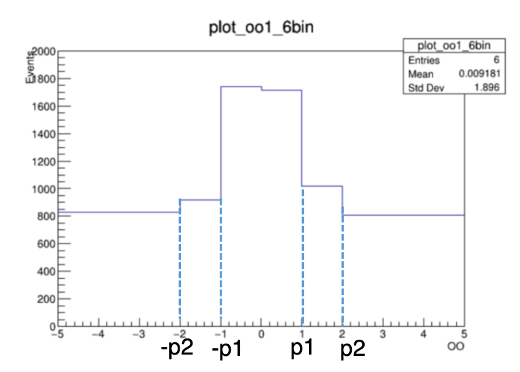 plot_oo1_6bin
plot_oo1_6bin
Entries 6
Mean 0.009181
Std Dev 1.896
Events
2000
1800
1600
1400
1200
1000
800
600
400
200
0
−5 −4 −3 −2 −1 0 1 2 3 4 5
OO
-p2 -p1 p1 p2